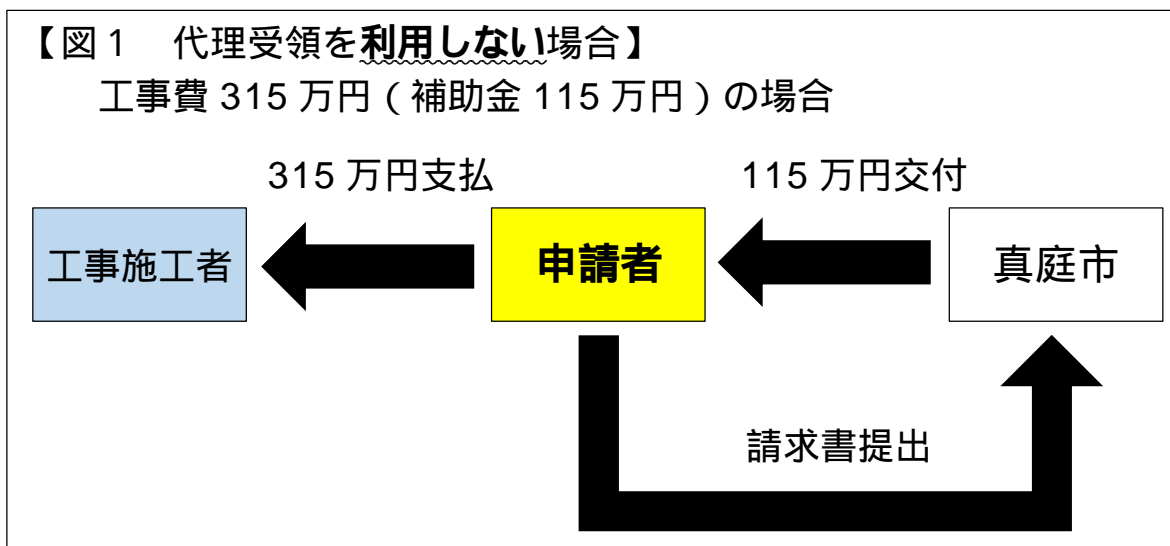 【図1 代理受領を利用しない場合】
工事費 315 万円（補助金 115 万円）の場合
315 万円支払
115 万円交付
工事施工者
申請者
真庭市
請求書提出